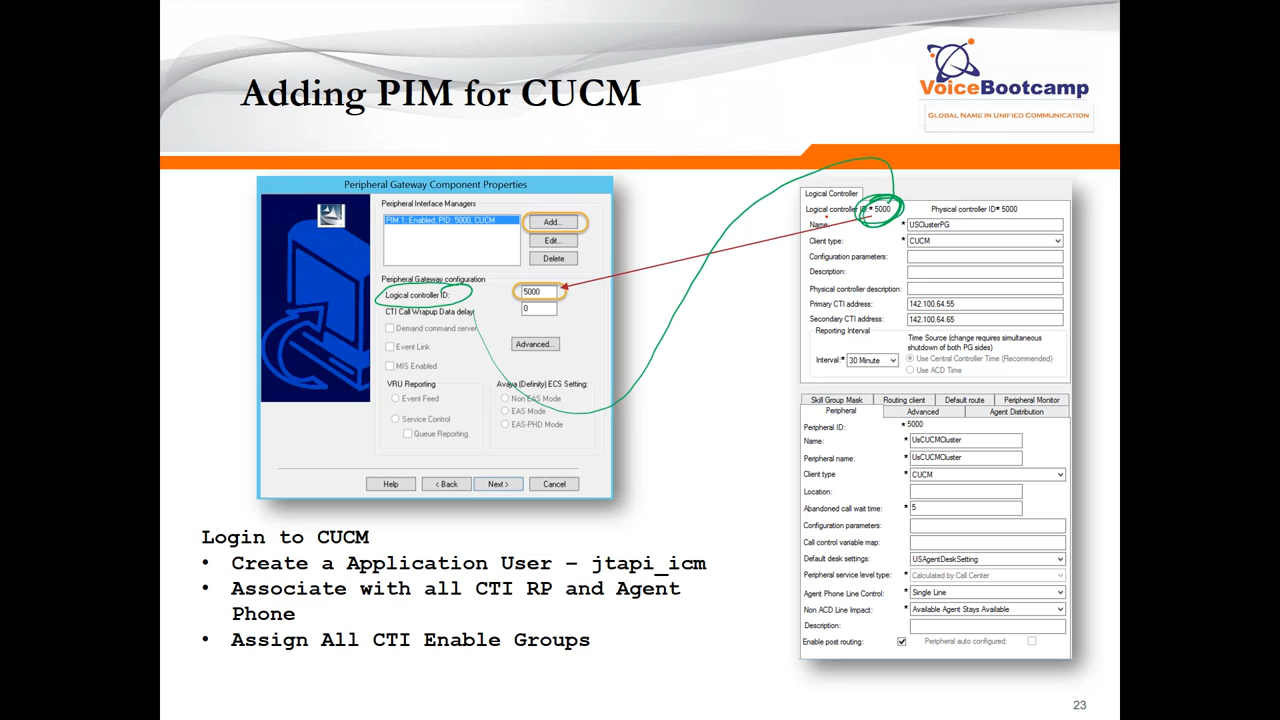 Adding PIM for CUCM
VoiceBootcamp
GLOBAL NAME IN UNIFIED COMMUNICATION
Peripheral Gateway Component Properties
Peripheral Interface Managers
PIM 1: Enabled, PID: 5000, CUCM
Add...
Edit...
Delete
Peripheral Gateway configuration
Logical controller ID: 5000
CTI Call Wrapup Data delay: 0
Demand command server
Event Link
Advanced...
MIS Enabled
VRU Reporting
Event Feed
Service Control
Queue Reporting
Avaya (Definity) ECS Setting:
Non EAS Mode
EAS Mode
EAS-PHD Mode
Help
< Back
Next >
Cancel
Logical Controller
Logical controller ID * 5000 Physical controller ID* 5000
Name: * USClusterPG
Client type: * CUCM
Configuration parameters:
Description:
Physical controller description:
Primary CTI address: 142.100.64.55
Secondary CTI address: 142.100.64.65
Reporting Interval
Interval:* 30 Minute
Time Source (change requires simultaneous
shutdown of both PG sides)
Use Central Controller Time (Recommended)
Use ACD Time
Skill Group Mask Routing client Default route Peripheral Monitor
Peripheral Advanced Agent Distribution
Peripheral ID: * 5000
Name: * UsCUCMCluster
Peripheral name: * UsCUCMCluster
Client type * CUCM
Location:
Abandoned call wait time: * 5
Configuration parameters:
Call control variable map:
Default desk settings: * USAgentDeskSetting
Peripheral service level type: * Calculated by Call Center
Agent Phone Line Control: * Single Line
Non ACD Line Impact: * Available Agent Stays Available
Description:
Enable post routing: Peripheral auto configured:
Login to CUCM
• Create a Application User – jtapi_icm
• Associate with all CTI RP and Agent
Phone
• Assign All CTI Enable Groups
23